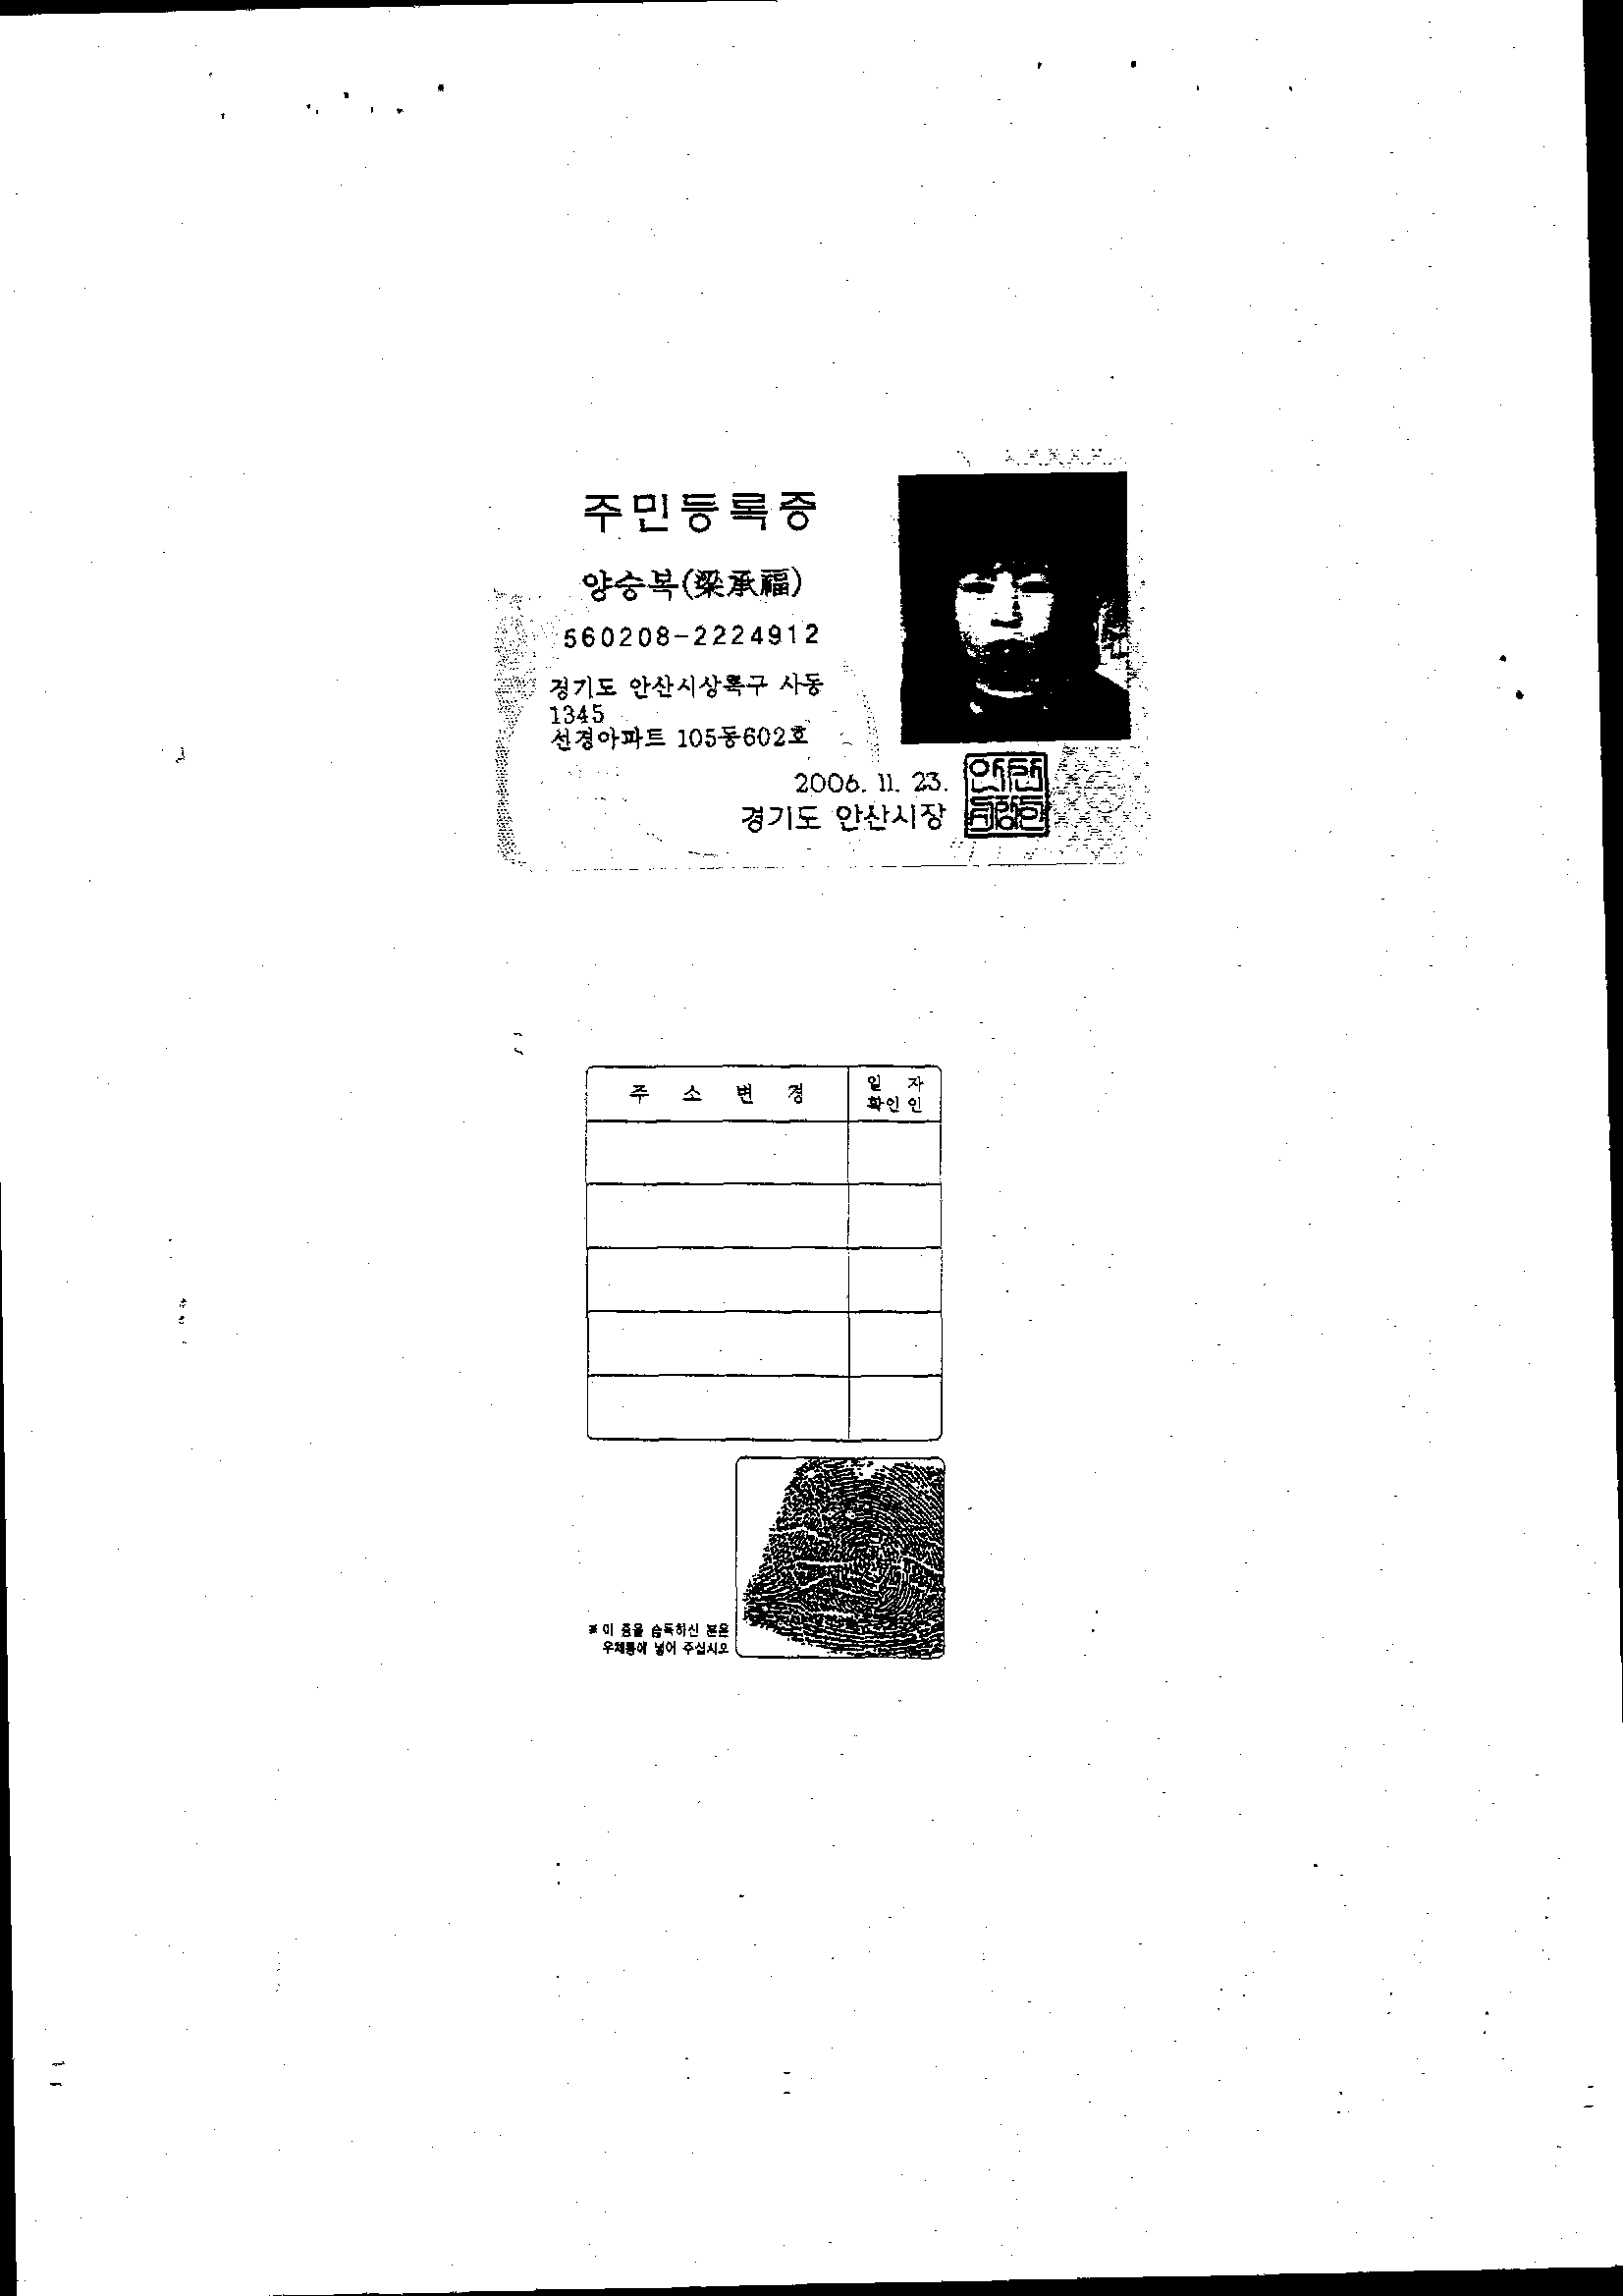 주민등록증
양승복(梁承福)
560208-2224912
경기도 안산시상록구 사동
1345
선경아파트 105동602호
2006. 11. 23.
경기도 안산시장
주 소 변 경
일 자
확인 인
※ 이 증을 습득하신 분은
우체통에 넣어 주십시오